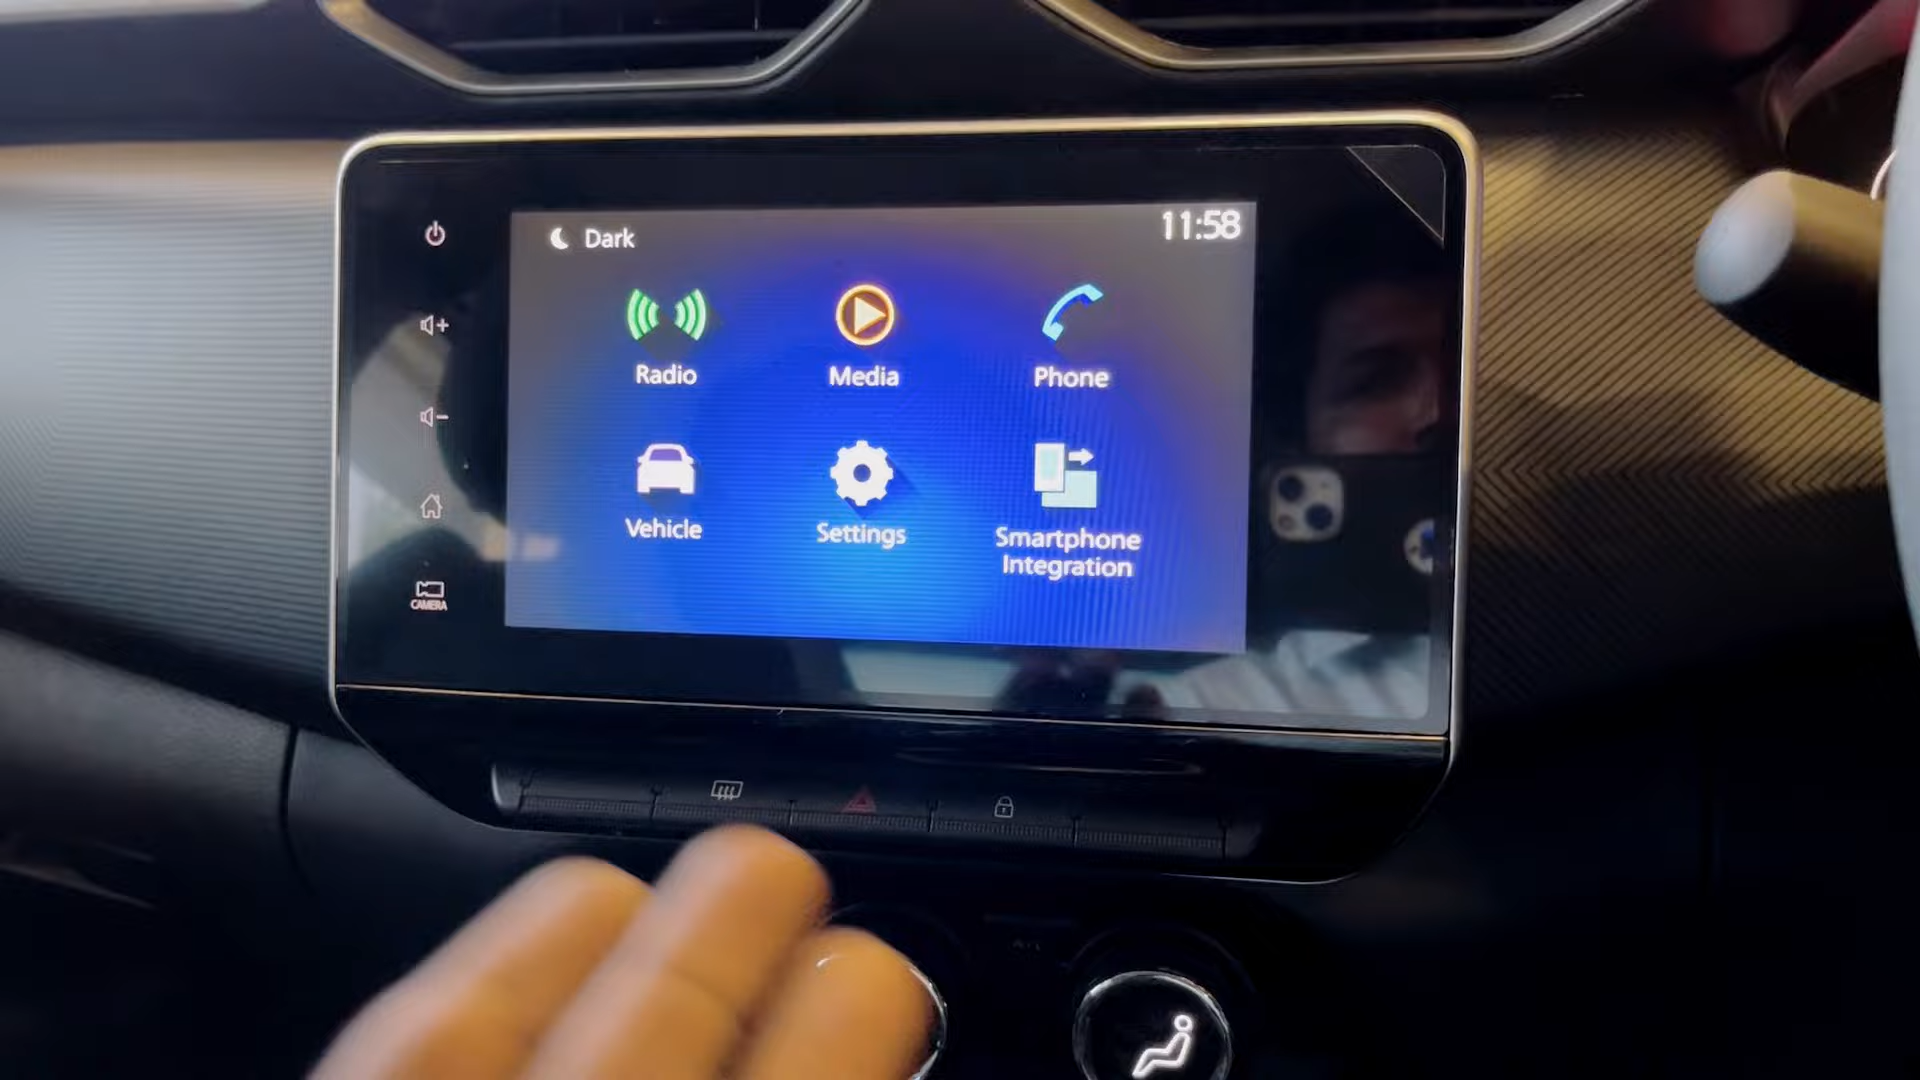 Dark
11:58
Radio
Media
Phone
Vehicle
Settings
Smartphone
Integration
CAMERA